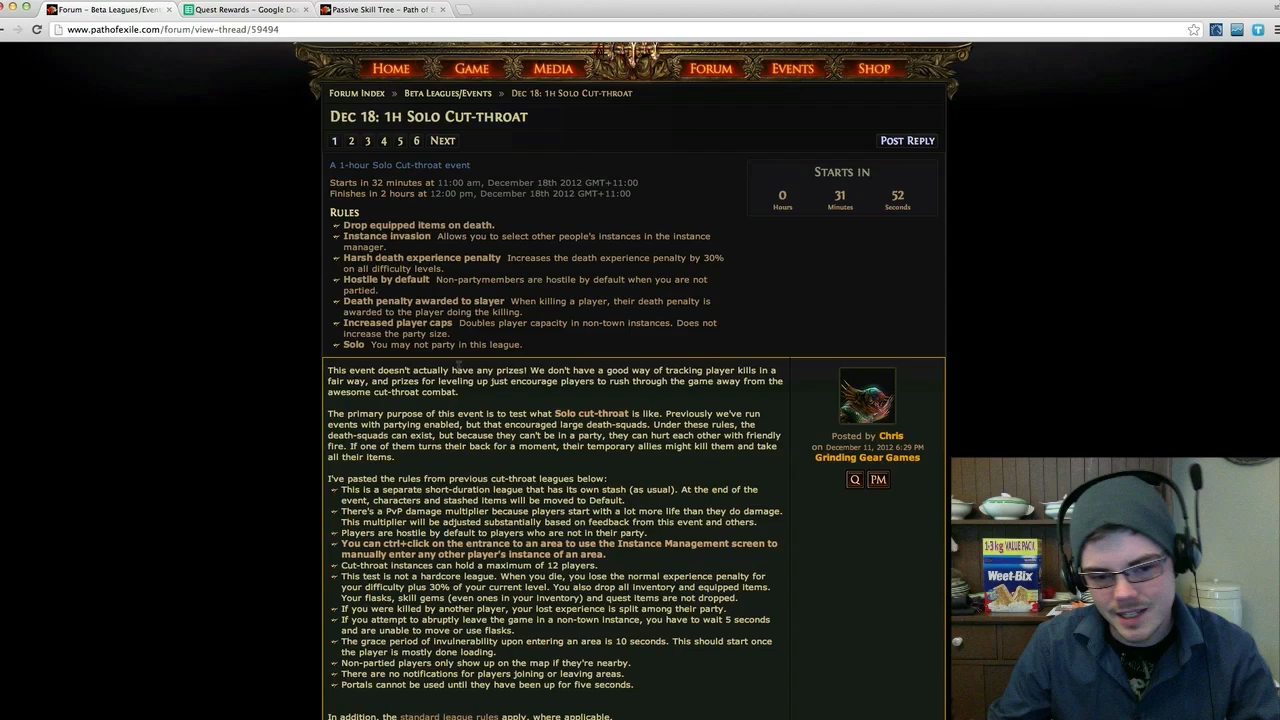 Forum - Beta Leagues/Even
Quest Rewards - Google Do
Passive Skill Tree - Path of E
www.pathofexile.com/forum/view-thread/59494
HOME GAME MEDIA FORUM EVENTS SHOP
FORUM INDEX » BETA LEAGUES/EVENTS » DEC 18: 1H SOLO CUT-THROAT
DEC 18: 1H SOLO CUT-THROAT
1 2 3 4 5 6 NEXT
POST REPLY
A 1-hour Solo Cut-throat event
Starts in 32 minutes at 11:00 am, December 18th 2012 GMT+11:00
Finishes in 2 hours at 12:00 pm, December 18th 2012 GMT+11:00
STARTS IN
0 31 52
Hours Minutes Seconds
RULES
Drop equipped items on death.
Instance invasion Allows you to select other people's instances in the instance
manager.
Harsh death experience penalty Increases the death experience penalty by 30%
on all difficulty levels.
Hostile by default Non-partymembers are hostile by default when you are not
partied.
Death penalty awarded to slayer When killing a player, their death penalty is
awarded to the player doing the killing.
Increased player caps Doubles player capacity in non-town instances. Does not
increase the party size.
Solo You may not party in this league.
This event doesn't actually have any prizes! We don't have a good way of tracking player kills in a
fair way, and prizes for leveling up just encourage players to rush through the game away from the
awesome cut-throat combat.
The primary purpose of this event is to test what Solo cut-throat is like. Previously we've run
events with partying enabled, but that encouraged large death-squads. Under these rules, the
death-squads can exist, but because they can't be in a party, they can hurt each other with friendly
fire. If one of them turns their back for a moment, their temporary allies might kill them and take
all their items.
I've pasted the rules from previous cut-throat leagues below:
This is a separate short-duration league that has its own stash (as usual). At the end of the
event, characters and stashed items will be moved to Default.
There's a PvP damage multiplier because players start with a lot more life than they do damage.
This multiplier will be adjusted substantially based on feedback from this event and others.
Players are hostile by default to players who are not in their party.
You can ctrl+click on the entrance to an area to use the Instance Management screen to
manually enter any other player's instance of an area.
Cut-throat instances can hold a maximum of 12 players.
This test is not a hardcore league. When you die, you lose the normal experience penalty for
your difficulty plus 30% of your current level. You also drop all inventory and equipped items.
Your flasks, skill gems (even ones in your inventory) and quest items are not dropped.
If you were killed by another player, your lost experience is split among their party.
If you attempt to abruptly leave the game in a non-town instance, you have to wait 5 seconds
and are unable to move or use flasks.
The grace period of invulnerability upon entering an area is 10 seconds. This should start once
the player is mostly done loading.
Non-partied players only show up on the map if they're nearby.
There are no notifications for players joining or leaving areas.
Portals cannot be used until they have been up for five seconds.
In addition, the standard league rules apply, where applicable.
Posted by Chris
on December 11, 2012 6:29 PM
Grinding Gear Games
Q PM
1·3kg VALUE PACK
Weet-Bix